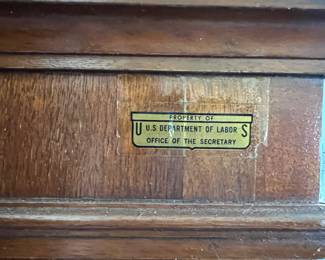 PROPERTY OF
U U.S. DEPARTMENT OF LABOR S
OFFICE OF THE SECRETARY